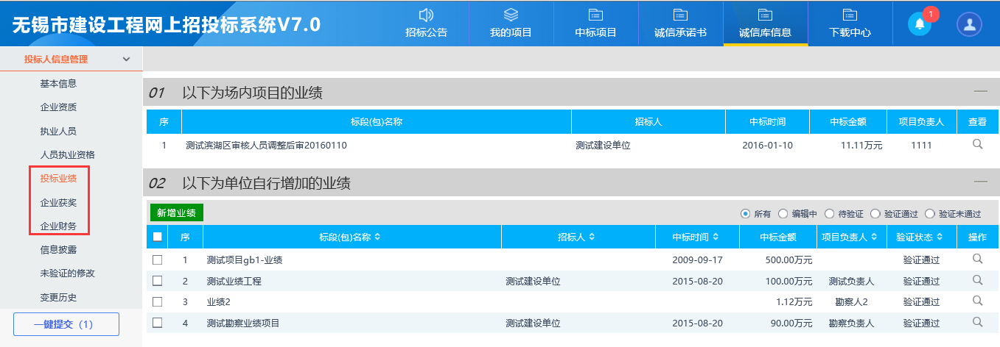 无锡市建设工程网上招投标系统V7.0
招标公告 我的项目 中标项目 诚信承诺书 诚信库信息 下载中心 1
投标人信息管理
基本信息
企业资质
执业人员
人员执业资格
投标业绩
企业获奖
企业财务
信息披露
未验证的修改
变更历史
一键提交（1）
01 以下为场内项目的业绩
序 标段(包)名称 招标人 中标时间 中标金额 项目负责人 查看
1 测试滨湖区审核人员调整后审20160110 测试建设单位 2016-01-10 11.11万元 1111
02 以下为单位自行增加的业绩
新增业绩 所有 编辑中 待验证 验证通过 验证未通过
序 标段(包)名称 招标人 中标时间 中标金额 项目负责人 验证状态 操作
1 测试项目gb1-业绩 2009-09-17 500.00万元 验证通过
2 测试业绩工程 测试建设单位 2015-08-20 100.00万元 测试负责人 验证通过
3 业绩2 1.12万元 勘察人2 验证通过
4 测试勘察业绩项目 测试建设单位 2015-08-20 90.00万元 勘察负责人 验证通过